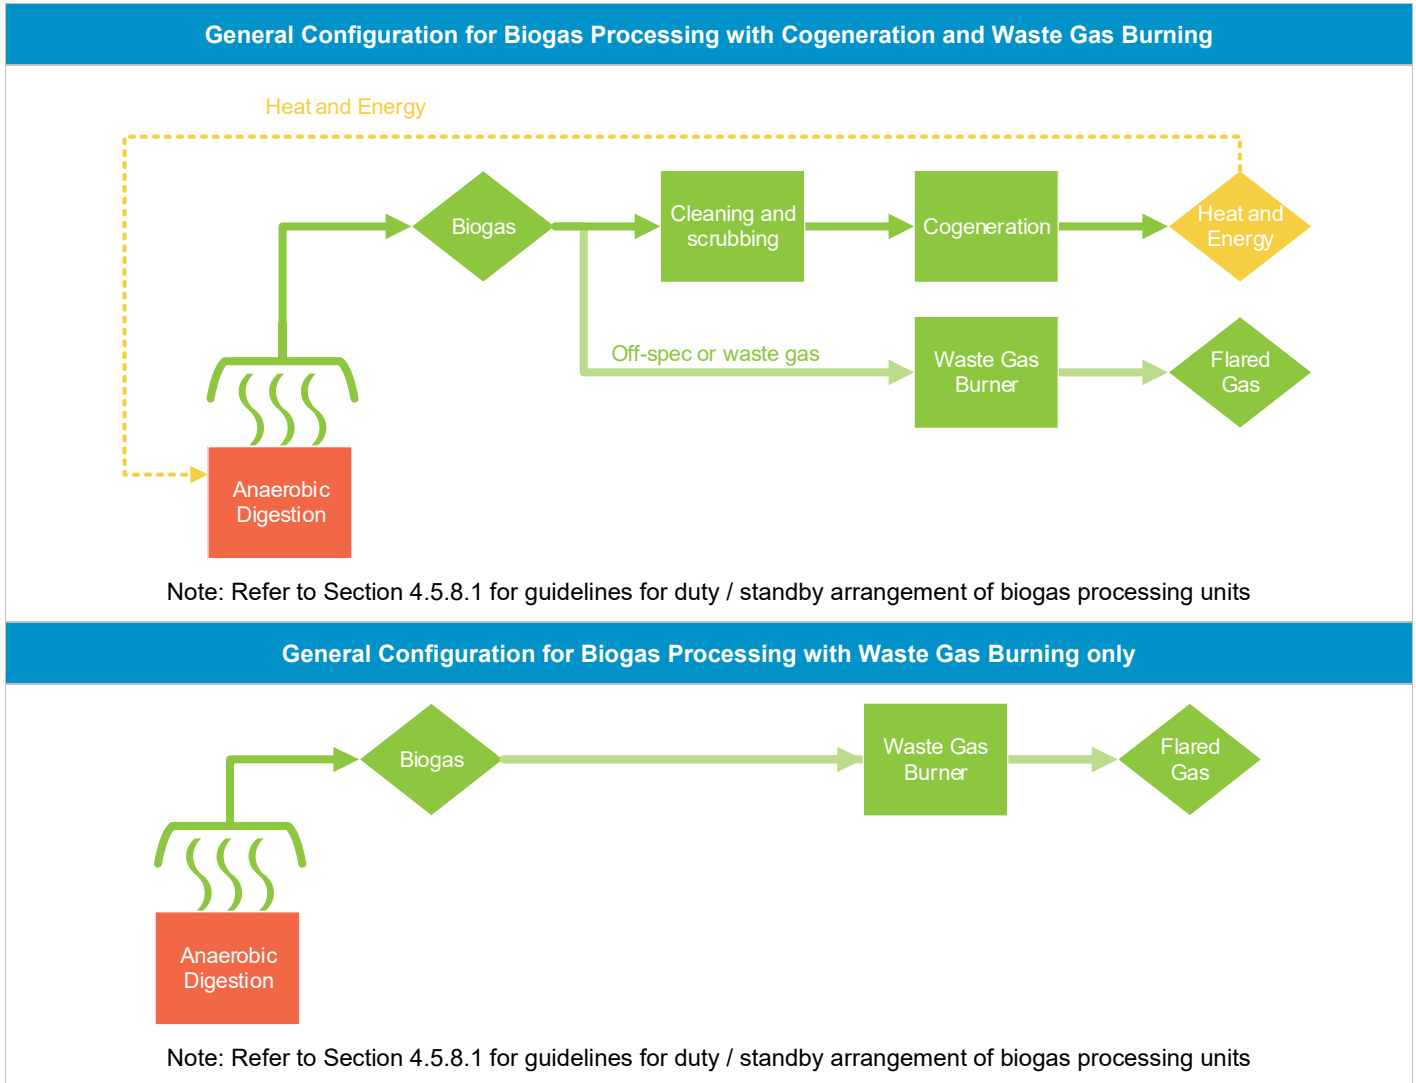 General Configuration for Biogas Processing with Cogeneration and Waste Gas Burning
Heat and Energy
Biogas
Cleaning and
scrubbing
Cogeneration
Heat and
Energy
Off-spec or waste gas
Waste Gas
Burner
Flared
Gas
Anaerobic
Digestion
Note: Refer to Section 4.5.8.1 for guidelines for duty / standby arrangement of biogas processing units
General Configuration for Biogas Processing with Waste Gas Burning only
Biogas
Waste Gas
Burner
Flared
Gas
Anaerobic
Digestion
Note: Refer to Section 4.5.8.1 for guidelines for duty / standby arrangement of biogas processing units